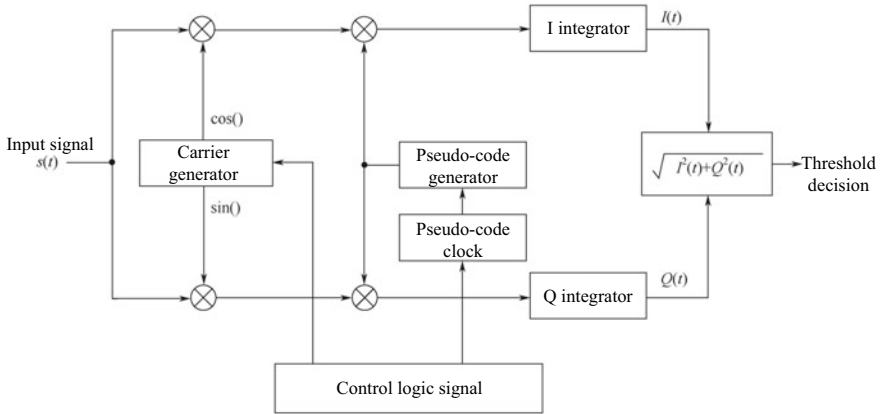 I integrator
I(t)
cos()
Input signal
s(t)
Carrier
generator
Pseudo-code
generator
√I²(t)+Q²(t)
Threshold
decision
sin()
Pseudo-code
clock
Q integrator
Q(t)
Control logic signal